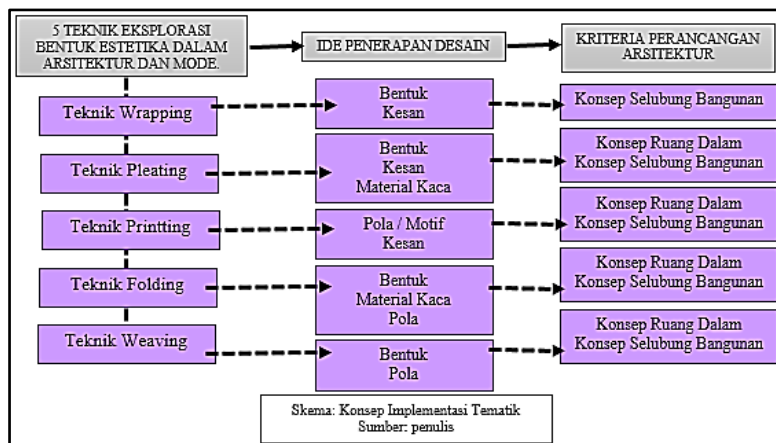 5 TEKNIK EKSPLORASI
BENTUK ESTETIKA DALAM
ARSITEKTUR DAN MODE.
IDE PENERAPAN DESAIN
KRITERIA PERANCANGAN
ARSITEKTUR
Teknik Wrapping
Bentuk
Kesan
Konsep Selubung Bangunan
Teknik Pleating
Bentuk
Kesan
Material Kaca
Konsep Ruang Dalam
Konsep Selubung Bangunan
Teknik Printting
Pola / Motif
Kesan
Konsep Ruang Dalam
Konsep Selubung Bangunan
Teknik Folding
Bentuk
Material Kaca
Pola
Konsep Ruang Dalam
Konsep Selubung Bangunan
Teknik Weaving
Bentuk
Pola
Konsep Ruang Dalam
Konsep Selubung Bangunan
Skema: Konsep Implementasi Tematik
Sumber: penulis